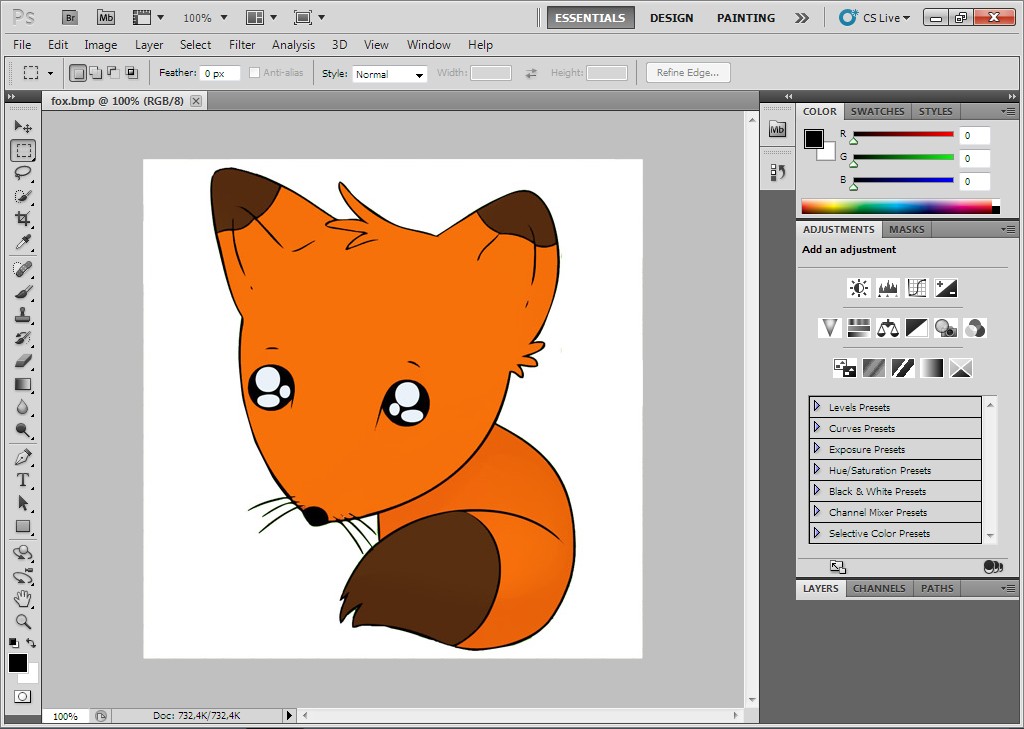 Ps Br Mb 100% ESSENTIALS DESIGN PAINTING CS Live
File Edit Image Layer Select Filter Analysis 3D View Window Help
Feather: 0 px Anti-alias Style: Normal Width: Height: Refine Edge...
fox.bmp @ 100% (RGB/8)
Mb
COLOR SWATCHES STYLES
R 0
G 0
B 0
ADJUSTMENTS MASKS
Add an adjustment
Levels Presets
Curves Presets
Exposure Presets
Hue/Saturation Presets
Black & White Presets
Channel Mixer Presets
Selective Color Presets
LAYERS CHANNELS PATHS
T
100% Doc: 732,4K/732,4K